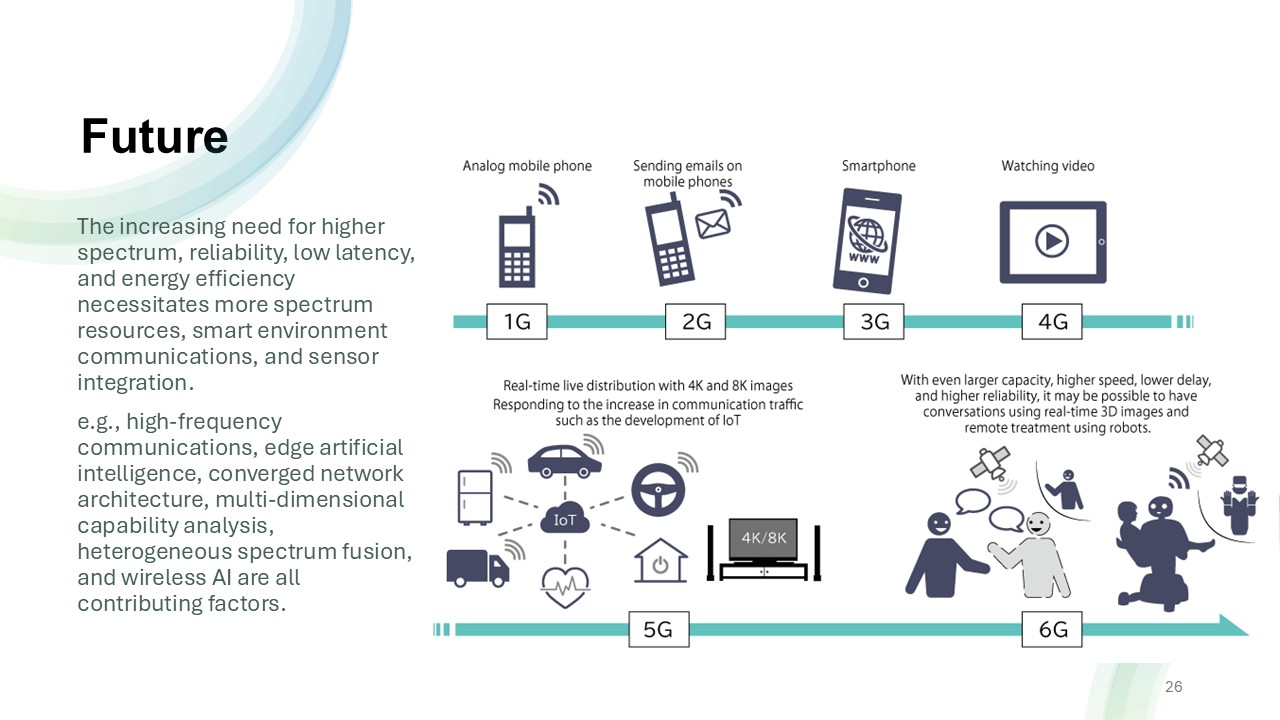 Future
The increasing need for higher
spectrum, reliability, low latency,
and energy efficiency
necessitates more spectrum
resources, smart environment
communications, and sensor
integration.
e.g., high-frequency
communications, edge artificial
intelligence, converged network
architecture, multi-dimensional
capability analysis,
heterogeneous spectrum fusion,
and wireless AI are all
contributing factors.
Analog mobile phone
Sending emails on
mobile phones
Smartphone
Watching video
WWW
1G
2G
3G
4G
Real-time live distribution with 4K and 8K images
Responding to the increase in communication traffic
such as the development of IoT
IoT
4K/8K
With even larger capacity, higher speed, lower delay,
and higher reliability, it may be possible to have
conversations using real-time 3D images and
remote treatment using robots.
5G
6G
26